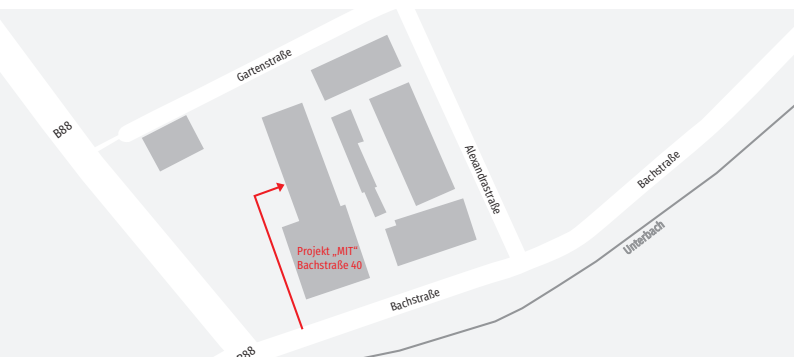 Gartenstraße
B88
Alexandrastraße
Bachstraße
Unterbach
Projekt „MIT“
Bachstraße 40
Bachstraße
B88